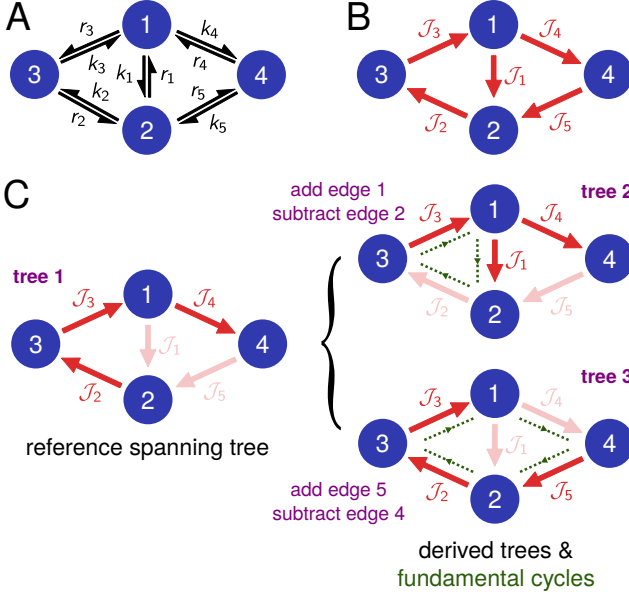 A
B
1
r₃
k₄
k₃
r₄
3
k₁
r₁
4
k₂
r₅
r₂
k₅
2
1
𝒥₃
𝒥₄
3
𝒥₁
4
𝒥₂
𝒥₅
2
C
add edge 1
subtract edge 2
tree 2
1
𝒥₃
𝒥₄
3
𝒥₁
4
𝒥₂
𝒥₅
2
tree 1
1
𝒥₃
𝒥₄
3
𝒥₁
4
𝒥₂
𝒥₅
2
reference spanning tree
tree 3
1
𝒥₃
𝒥₄
3
𝒥₁
4
𝒥₂
𝒥₅
2
add edge 5
subtract edge 4
derived trees &
fundamental cycles